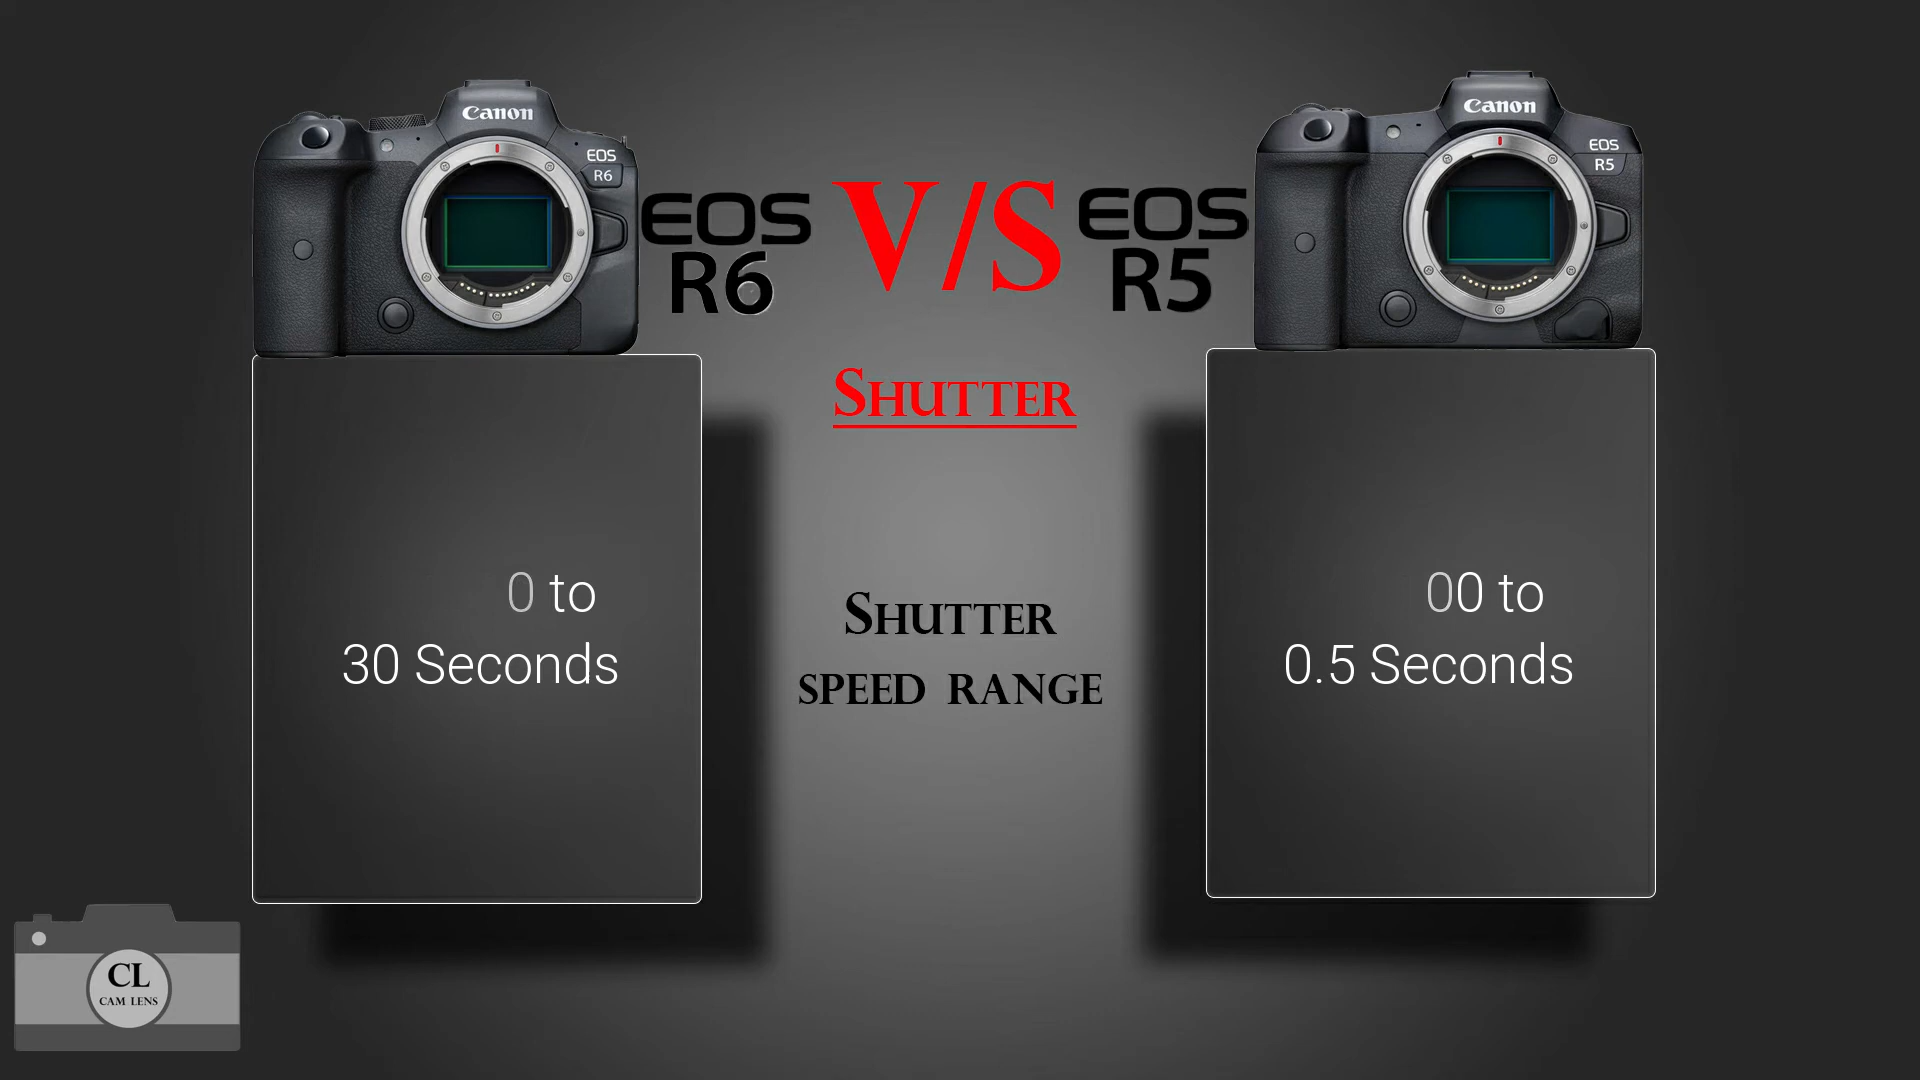 Canon
EOS
R6
EOS
R6
V/S
EOS
R5
Canon
EOS
R5
Shutter
0 to
30 Seconds
Shutter
speed range
00 to
0.5 Seconds
CL
CAM LENS